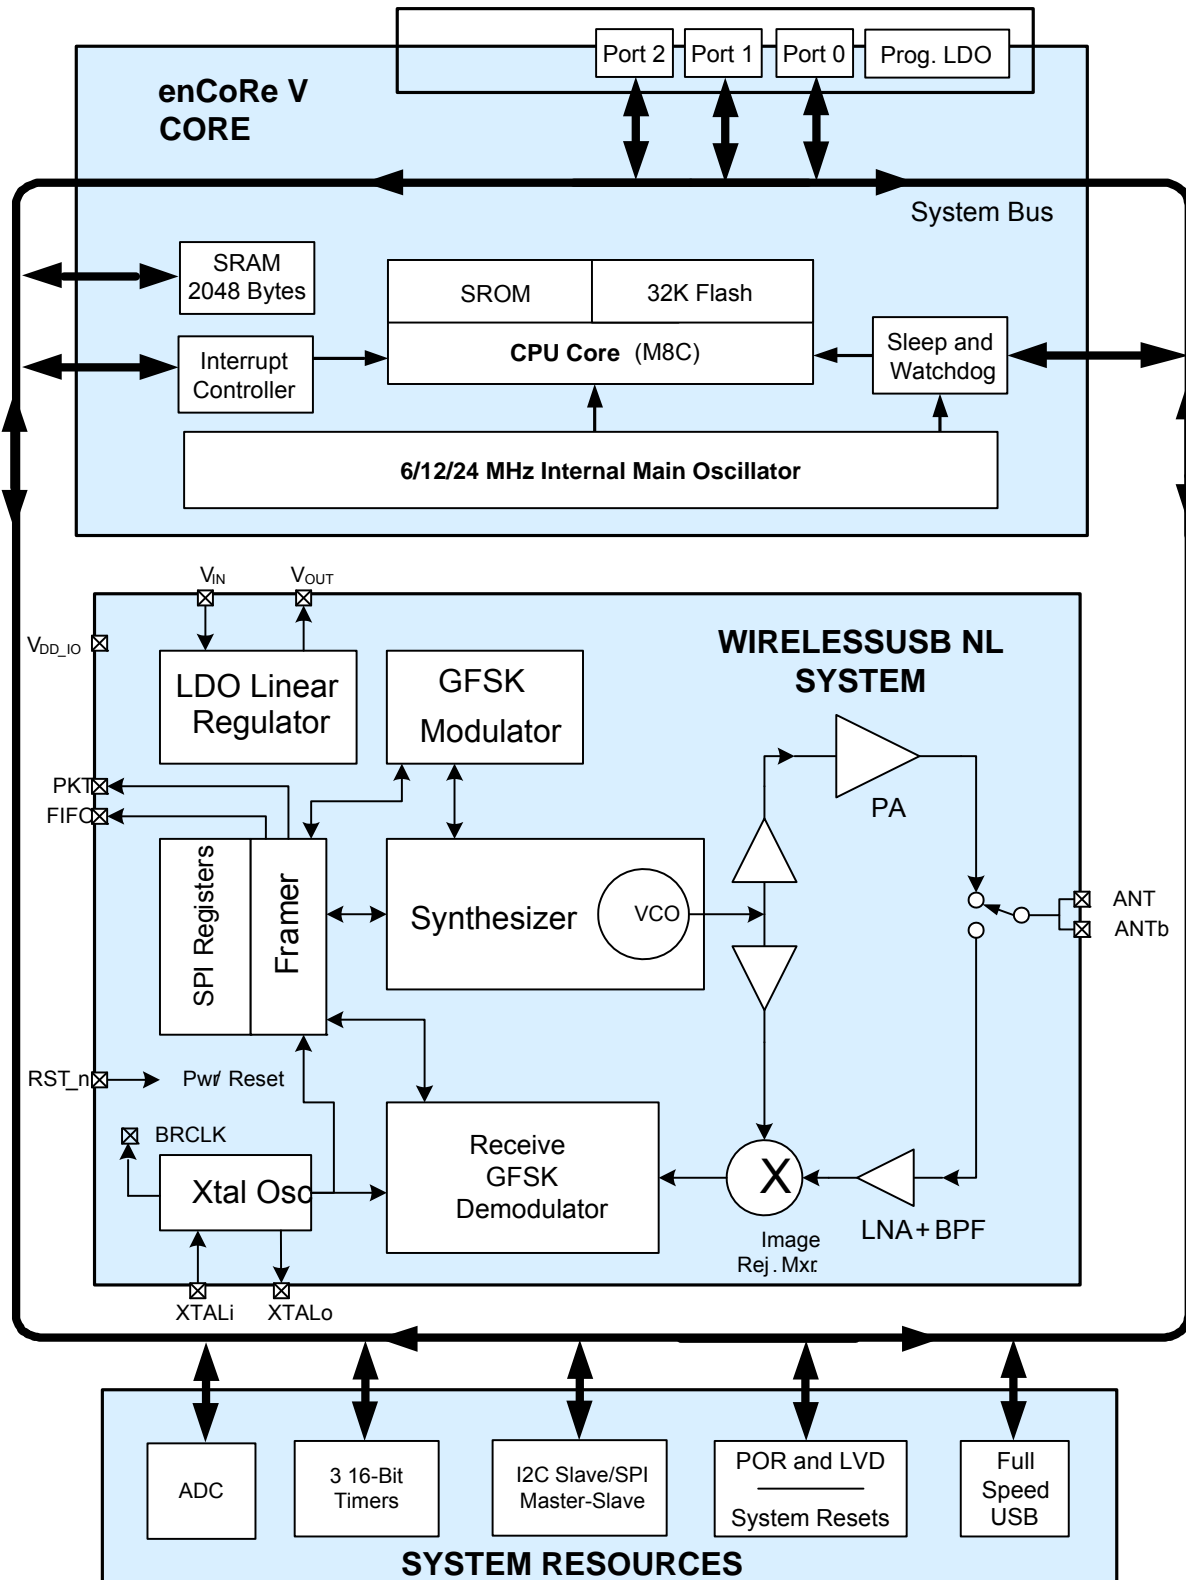 Port 2
Port 1
Port 0
Prog. LDO
enCoRe V
CORE
System Bus
SRAM
2048 Bytes
SROM
32K Flash
CPU Core (M8C)
Interrupt
Controller
Sleep and
Watchdog
6/12/24 MHz Internal Main Oscillator
VIN
VOUT
VDD_IO
WIRELESSUSB NL
SYSTEM
LDO Linear
Regulator
GFSK
Modulator
PKT
FIFO
PA
SPI Registers
Framer
Synthesizer
VCO
ANT
ANTb
RST_n
Pwr/ Reset
BRCLK
Xtal Osc
Receive
GFSK
Demodulator
X
LNA + BPF
Image
Rej. Mxr.
XTALi
XTALo
ADC
3 16-Bit
Timers
I2C Slave/SPI
Master-Slave
POR and LVD
System Resets
Full
Speed
USB
SYSTEM RESOURCES